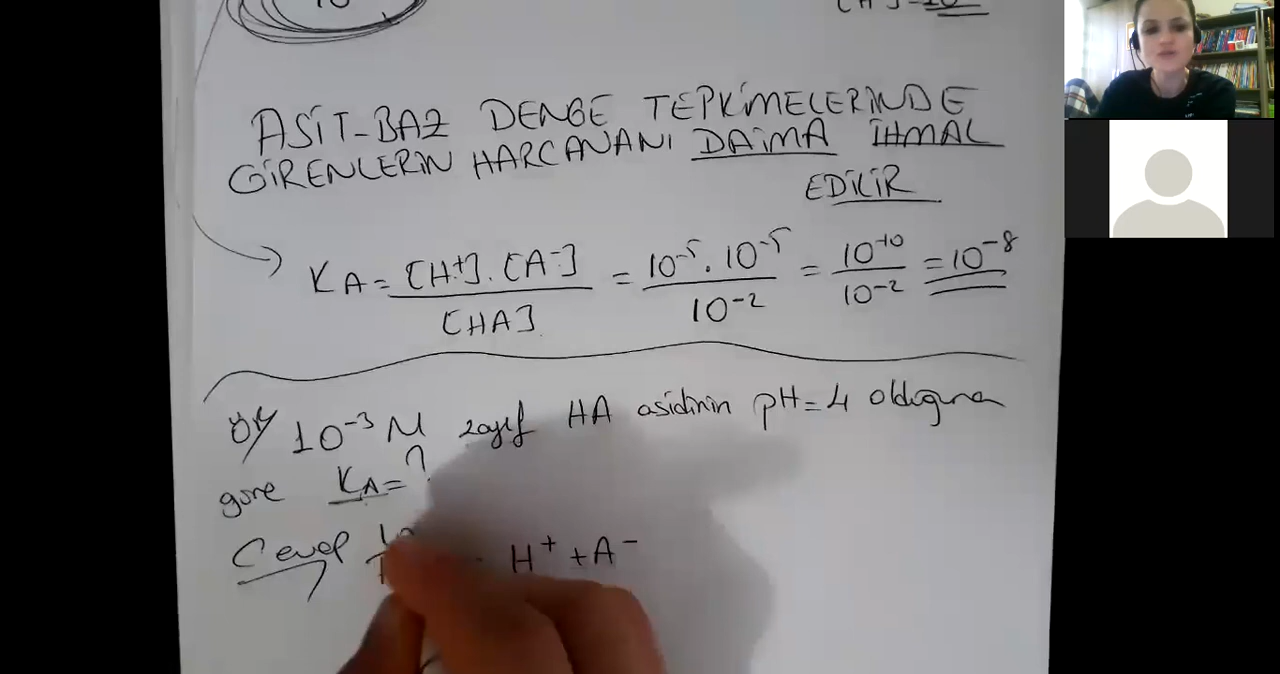 [A ]=10
ASİT-BAZ DENGE TEPKİMELERİNDE
GİRENLERİN HARCANANI DAİMA İHMAL
EDİLİR
KA = [H+].[A-] / [HA] = 10^-5 . 10^-5 / 10^-2 = 10^-10 / 10^-2 = 10^-8
ÖR/ 10^-3 M zayıf HA asidinin pH=4 olduğuna
göre KA=?
Cevap
H+ + A-